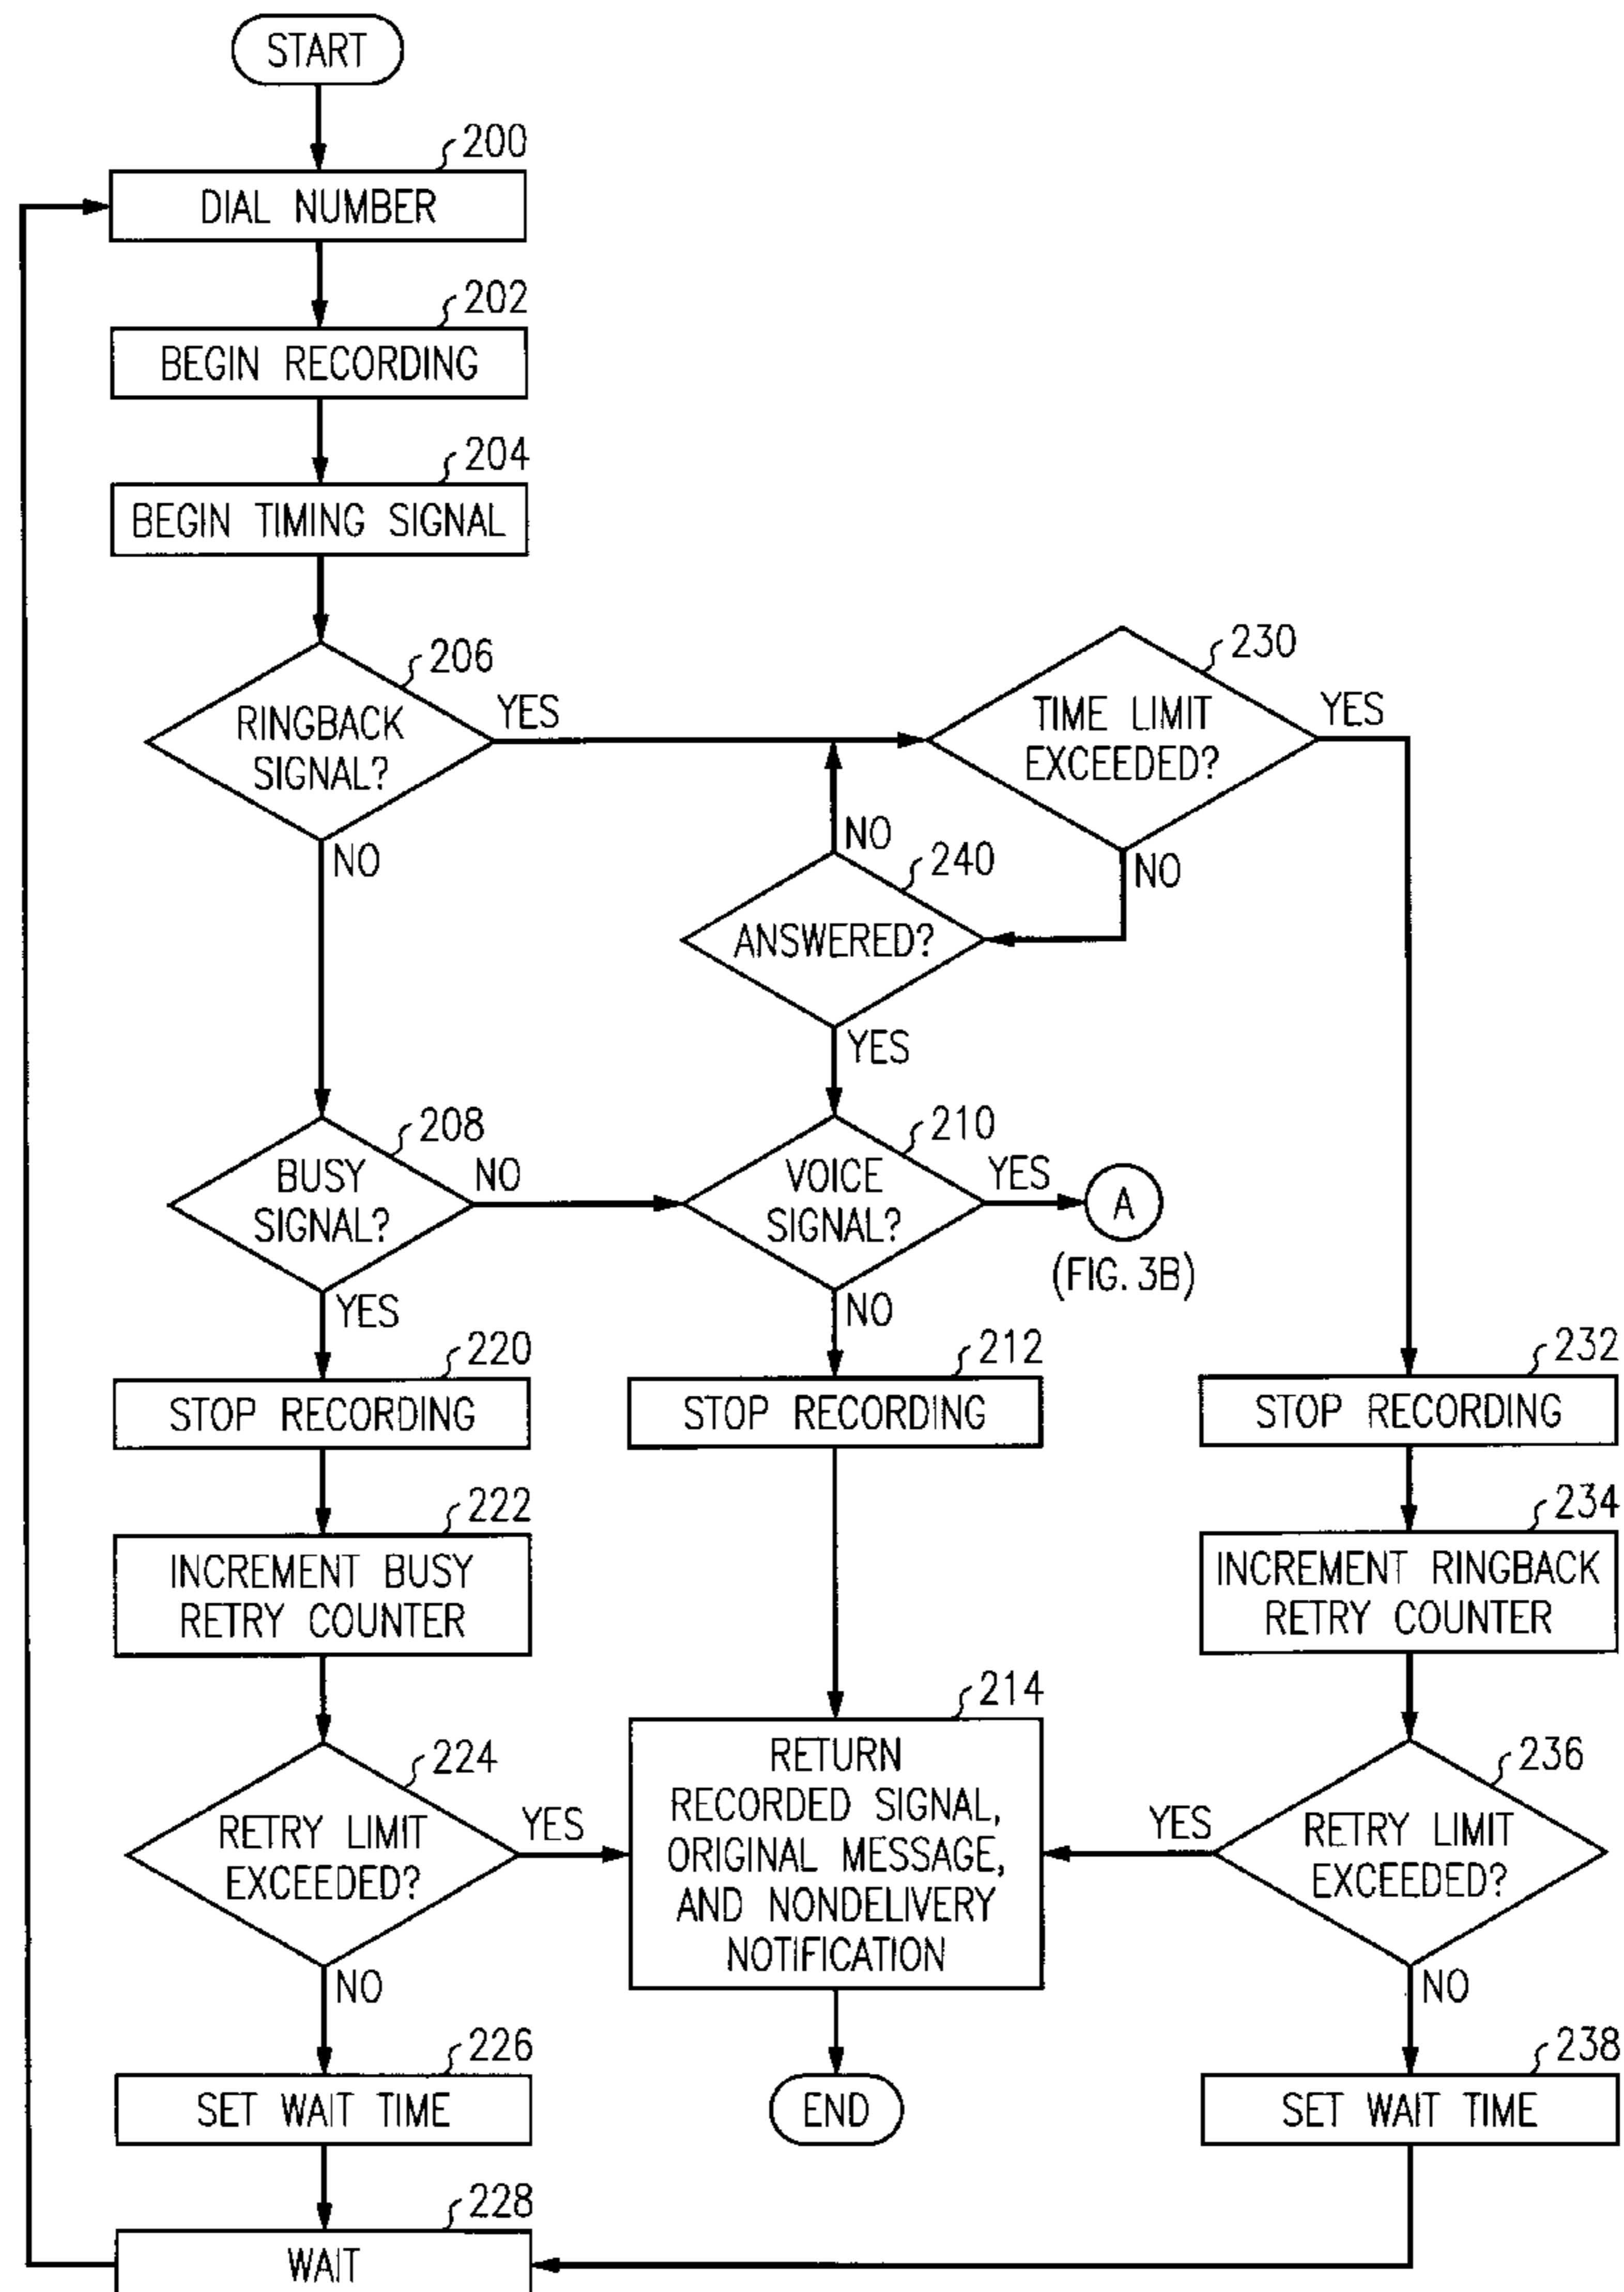 START
200
DIAL NUMBER
202
BEGIN RECORDING
204
BEGIN TIMING SIGNAL
206
RINGBACK
SIGNAL?
YES
NO
230
TIME LIMIT
EXCEEDED?
YES
NO
240
ANSWERED?
NO
YES
208
BUSY
SIGNAL?
NO
YES
210
VOICE
SIGNAL?
YES
NO
A
(FIG. 3B)
220
STOP RECORDING
212
STOP RECORDING
232
STOP RECORDING
222
INCREMENT BUSY
RETRY COUNTER
234
INCREMENT RINGBACK
RETRY COUNTER
224
RETRY LIMIT
EXCEEDED?
YES
NO
214
RETURN
RECORDED SIGNAL,
ORIGINAL MESSAGE,
AND NONDELIVERY
NOTIFICATION
236
RETRY LIMIT
EXCEEDED?
YES
NO
226
SET WAIT TIME
END
238
SET WAIT TIME
228
WAIT